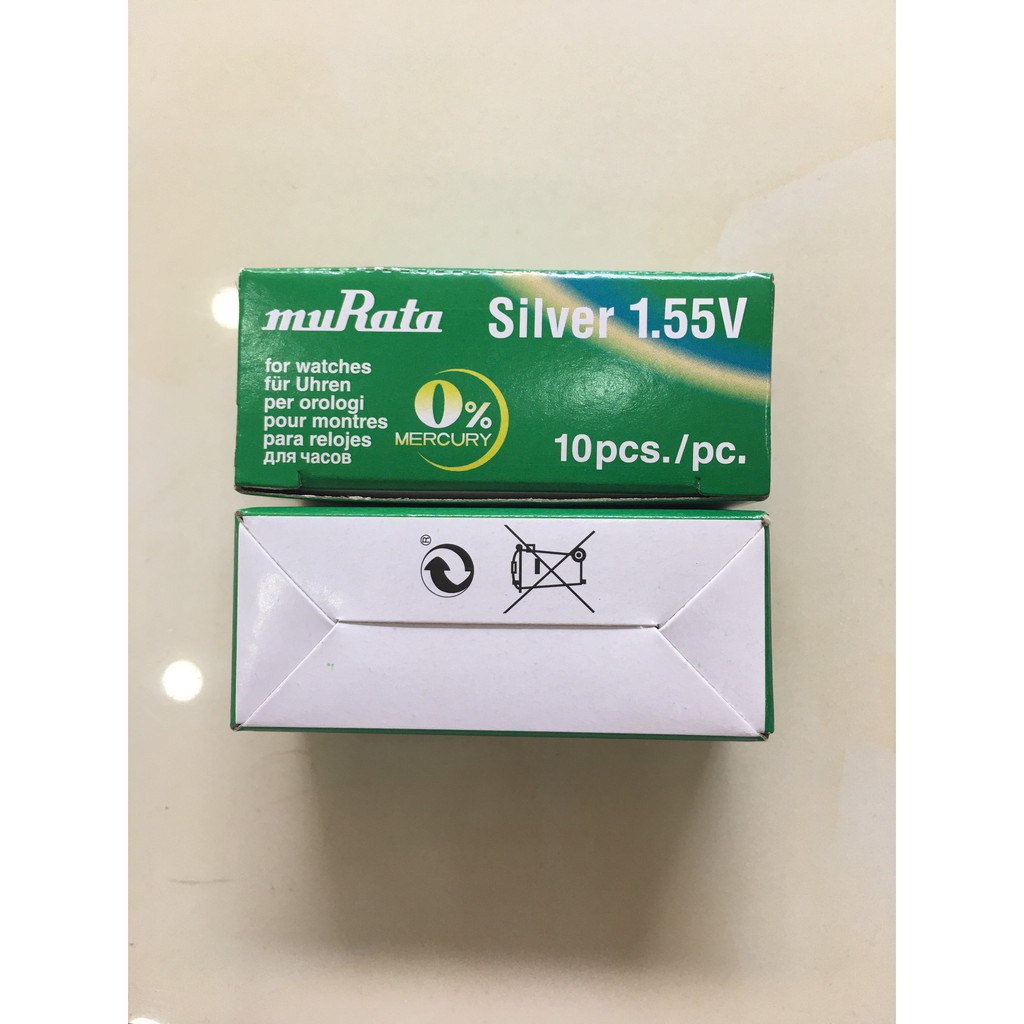 muRata
Silver 1.55V
for watches
für Uhren
per orologi
pour montres
para relojes
для часов
0%
MERCURY
10pcs./pc.
®